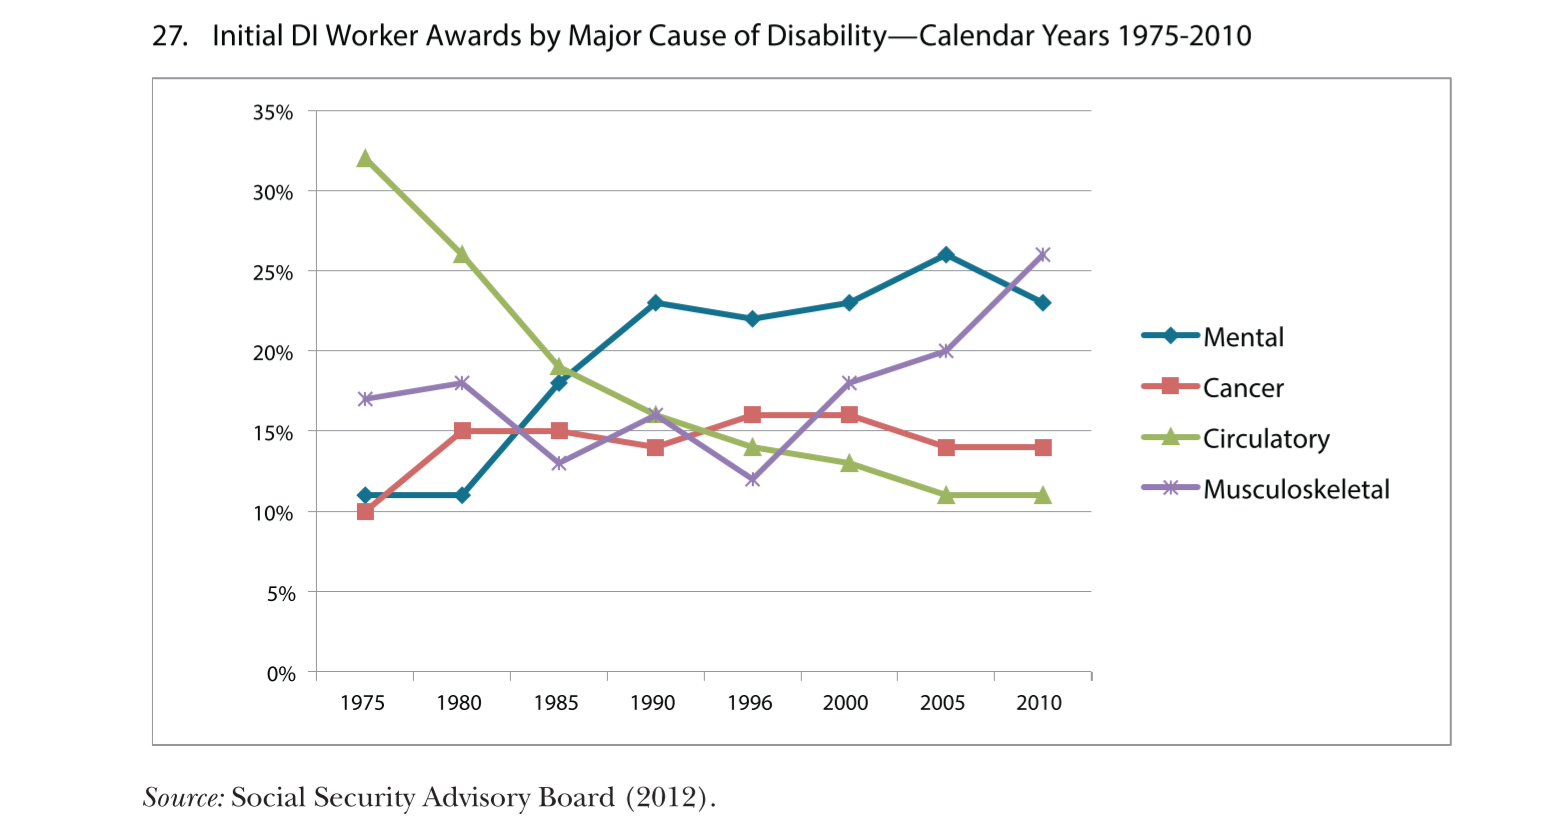 27. Initial DI Worker Awards by Major Cause of Disability—Calendar Years 1975-2010
35%
30%
25%
20%
15%
10%
5%
0%
1975 1980 1985 1990 1996 2000 2005 2010
Mental
Cancer
Circulatory
Musculoskeletal
Source: Social Security Advisory Board (2012).